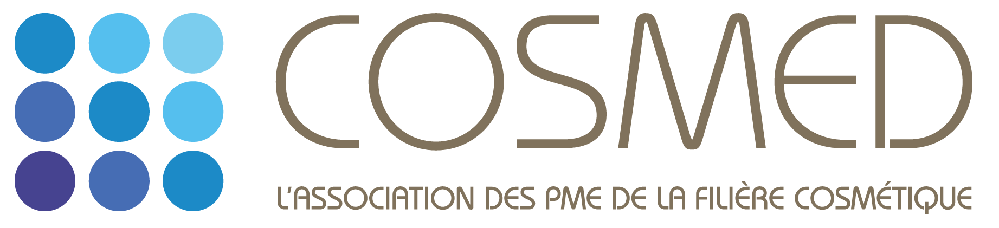 COSMED
L'ASSOCIATION DES PME DE LA FILIÈRE COSMÉTIQUE